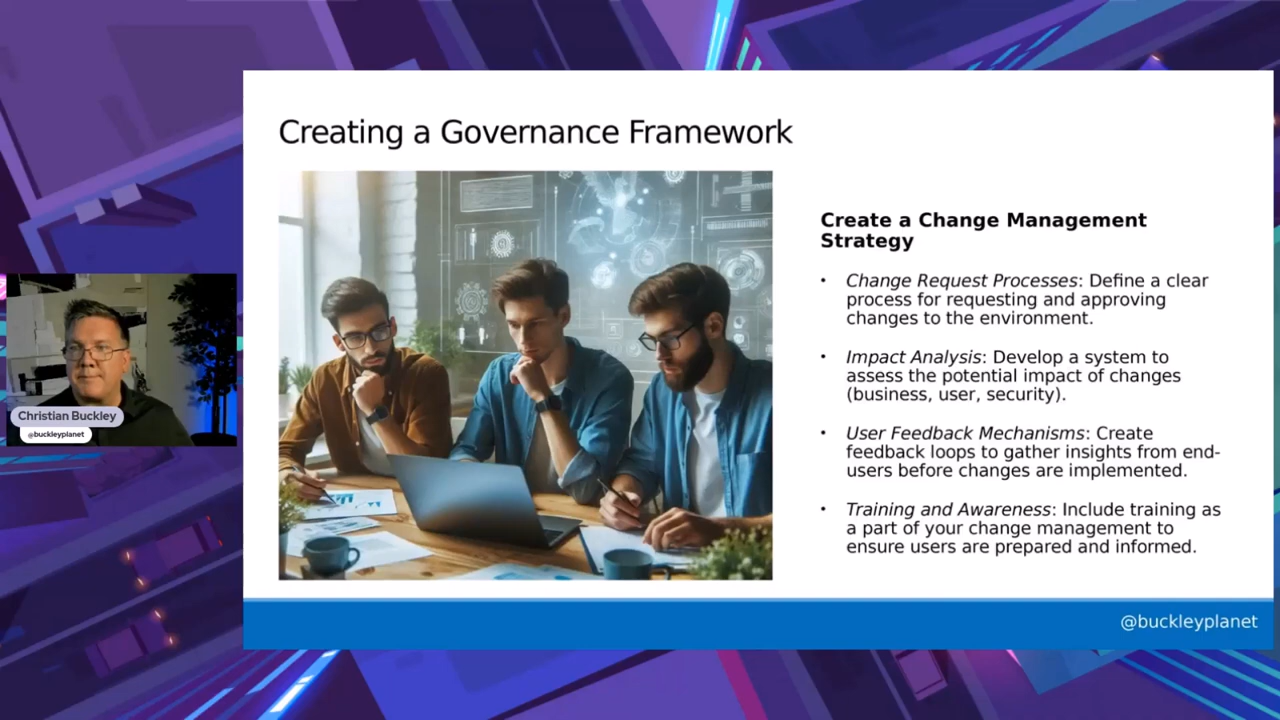 Creating a Governance Framework
Create a Change Management
Strategy
• Change Request Processes: Define a clear
process for requesting and approving
changes to the environment.
• Impact Analysis: Develop a system to
assess the potential impact of changes
(business, user, security).
• User Feedback Mechanisms: Create
feedback loops to gather insights from end-
users before changes are implemented.
• Training and Awareness: Include training as
a part of your change management to
ensure users are prepared and informed.
Christian Buckley
@buckleyplanet
@buckleyplanet